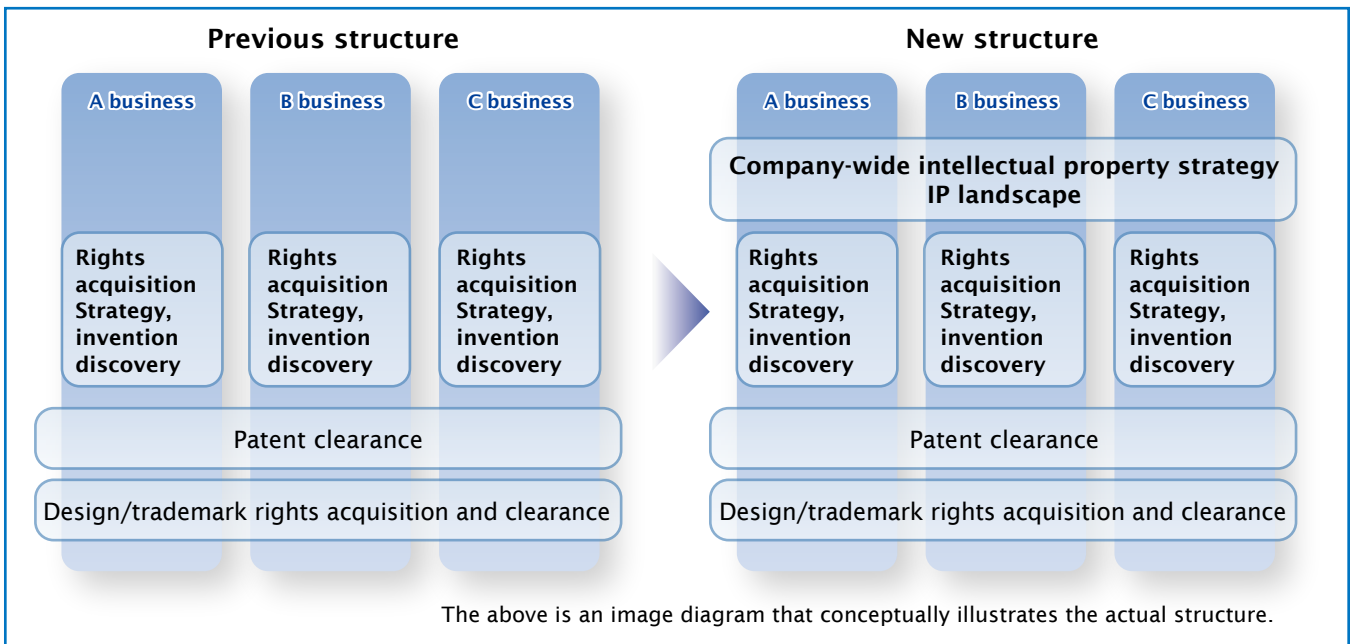 Previous structure
A business
B business
C business
Rights
acquisition
Strategy,
invention
discovery
Rights
acquisition
Strategy,
invention
discovery
Rights
acquisition
Strategy,
invention
discovery
Patent clearance
Design/trademark rights acquisition and clearance
New structure
A business
B business
C business
Company-wide intellectual property strategy
IP landscape
Rights
acquisition
Strategy,
invention
discovery
Rights
acquisition
Strategy,
invention
discovery
Rights
acquisition
Strategy,
invention
discovery
Patent clearance
Design/trademark rights acquisition and clearance
The above is an image diagram that conceptually illustrates the actual structure.